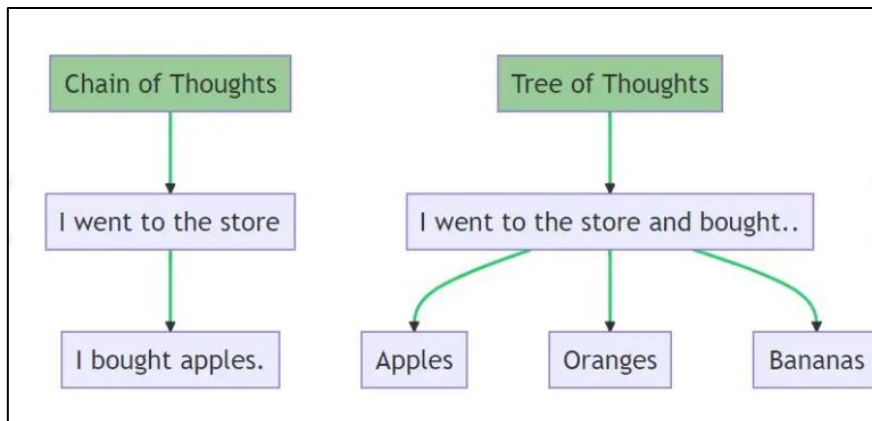 Chain of Thoughts
Tree of Thoughts
I went to the store
I went to the store and bought..
I bought apples.
Apples
Oranges
Bananas